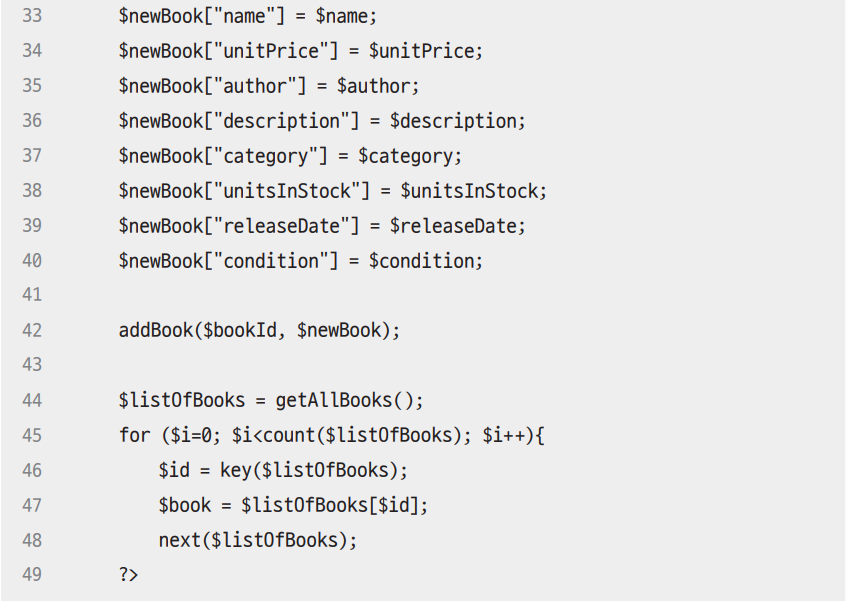 33 $newBook["name"] = $name;
34 $newBook["unitPrice"] = $unitPrice;
35 $newBook["author"] = $author;
36 $newBook["description"] = $description;
37 $newBook["category"] = $category;
38 $newBook["unitsInStock"] = $unitsInStock;
39 $newBook["releaseDate"] = $releaseDate;
40 $newBook["condition"] = $condition;
41
42 addBook($bookId, $newBook);
43
44 $listOfBooks = getAllBooks();
45 for ($i=0; $i<count($listOfBooks); $i++){
46 $id = key($listOfBooks);
47 $book = $listOfBooks[$id];
48 next($listOfBooks);
49 ?>